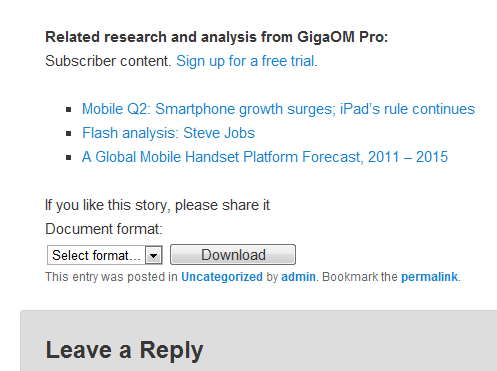 Related research and analysis from GigaOM Pro:
Subscriber content. Sign up for a free trial.
Mobile Q2: Smartphone growth surges; iPad’s rule continues
Flash analysis: Steve Jobs
A Global Mobile Handset Platform Forecast, 2011 – 2015
If you like this story, please share it
Document format:
Select format... Download
This entry was posted in Uncategorized by admin. Bookmark the permalink.
Leave a Reply